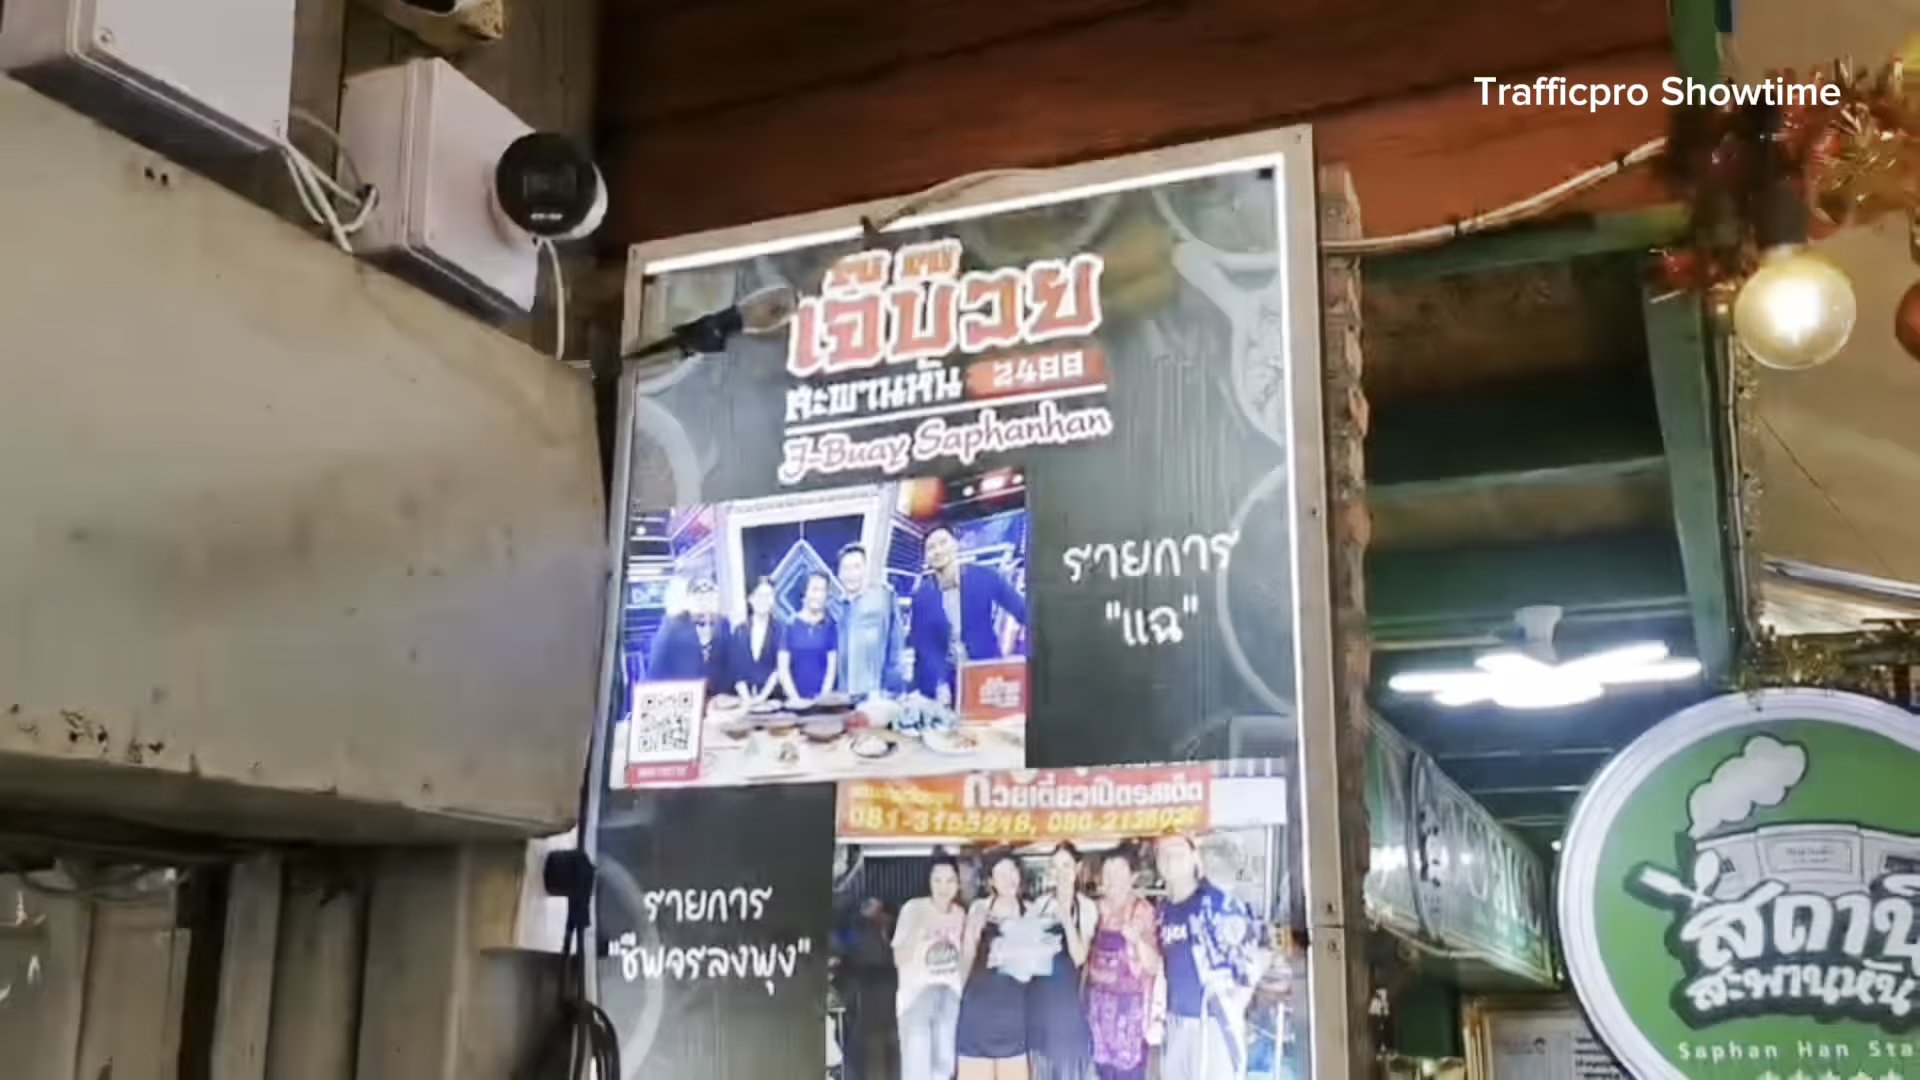 Trafficpro Showtime
เจ๊บ๊วย
สะพานหัน 2488
J-Buay Saphanhan
รายการ
"แฉ"
ก๋วยเตี๋ยวเป็ดรสเด็ด
081-3155218,
รายการ
"ชีพจรลงพุง"
สะพานหัน
Saphan Han